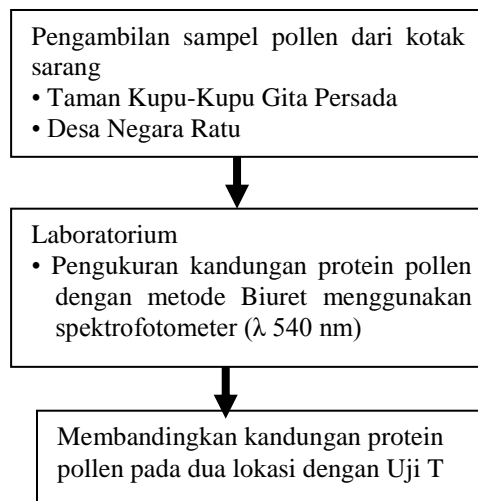 Pengambilan sampel pollen dari kotak
sarang
• Taman Kupu-Kupu Gita Persada
• Desa Negara Ratu
Laboratorium
• Pengukuran kandungan protein pollen
dengan metode Biuret menggunakan
spektrofotometer (λ 540 nm)
Membandingkan kandungan protein
pollen pada dua lokasi dengan Uji T